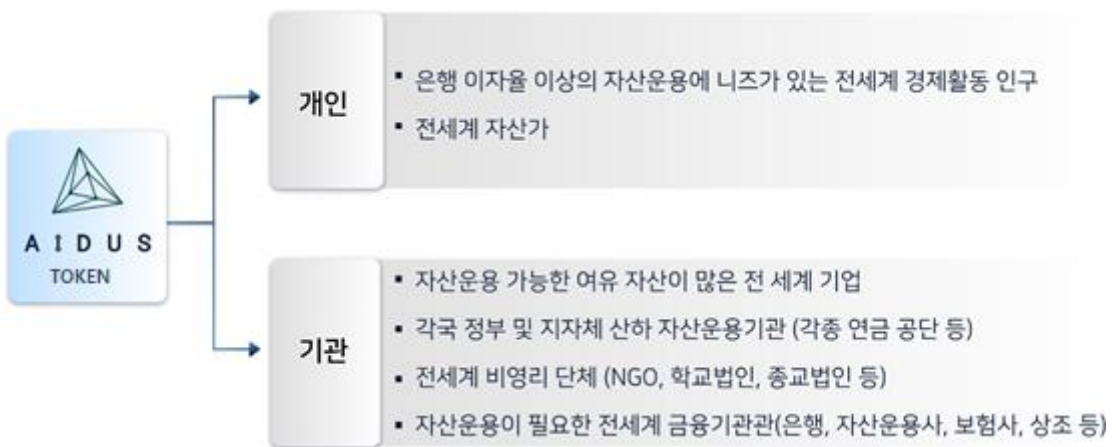 AIDUS
TOKEN
개인
▪ 은행 이자율 이상의 자산운용에 니즈가 있는 전세계 경제활동 인구
▪ 전세계 자산가
기관
▪ 자산운용 가능한 여유 자산이 많은 전 세계 기업
▪ 각국 정부 및 지자체 산하 자산운용기관 (각종 연금 공단 등)
▪ 전세계 비영리 단체 (NGO, 학교법인, 종교법인 등)
▪ 자산운용이 필요한 전세계 금융기관관(은행, 자산운용사, 보험사, 상조 등)